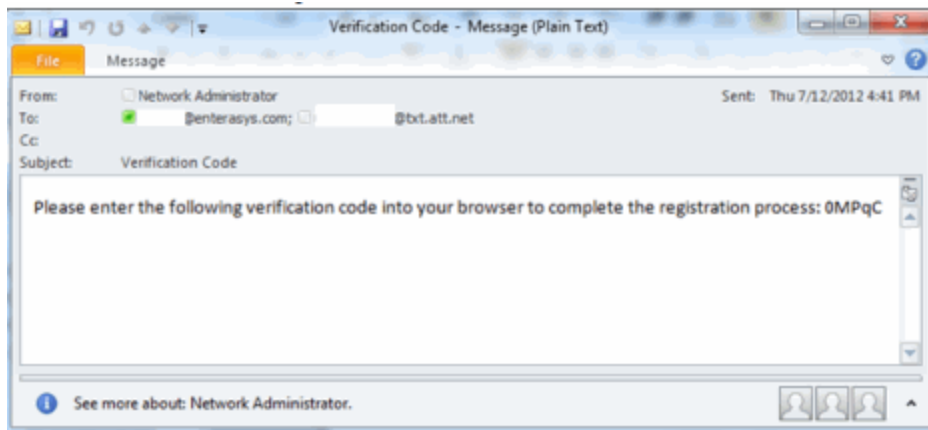 Verification Code - Message (Plain Text)
File Message
From: Network Administrator Sent: Thu 7/12/2012 4:41 PM
To: @enterasys.com; @txt.att.net
Cc:
Subject: Verification Code
Please enter the following verification code into your browser to complete the registration process: 0MPqC
See more about: Network Administrator.